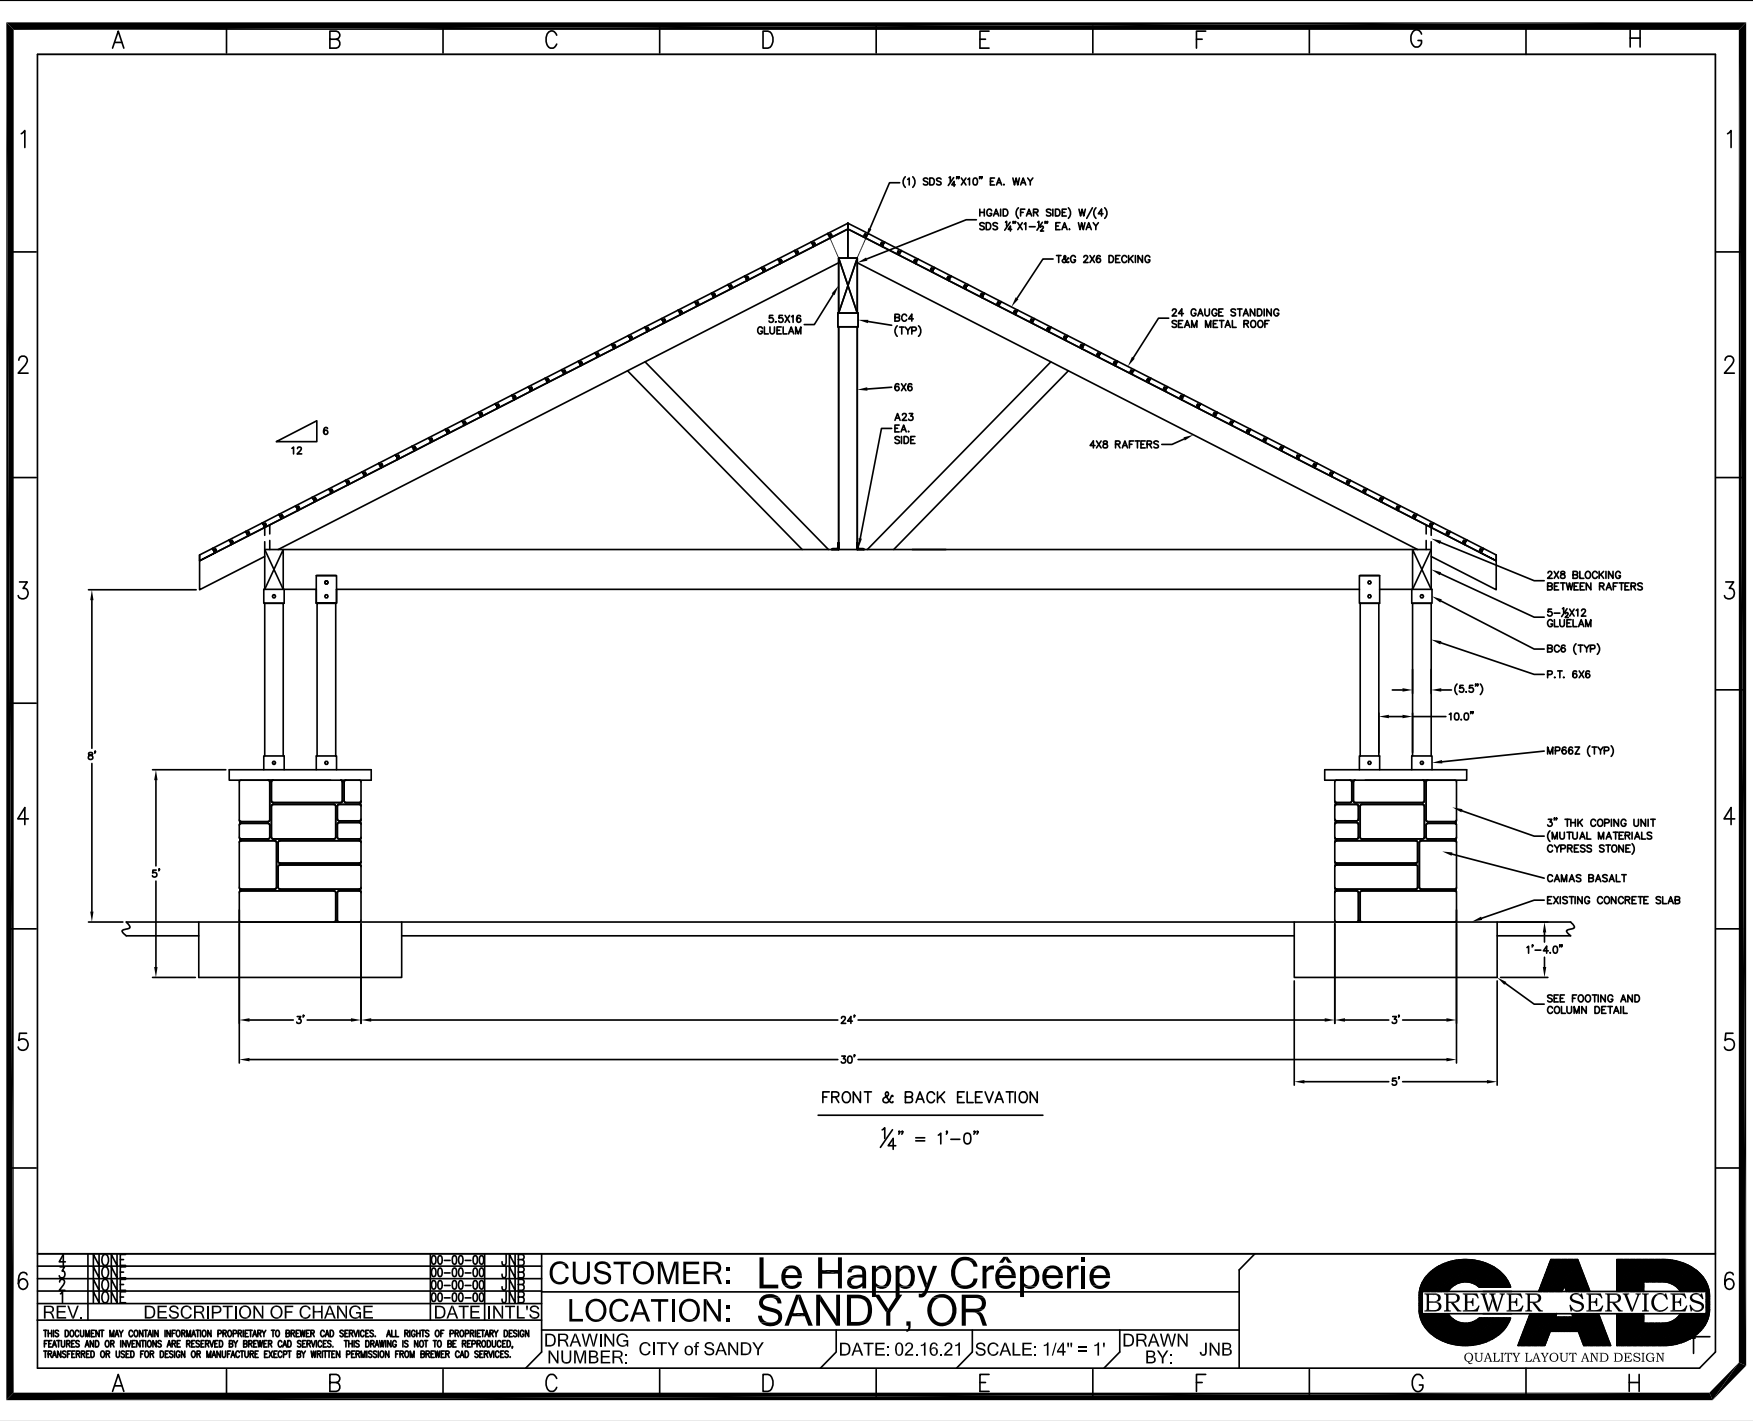 A B C D E F G H
1 1
(1) SDS ¼"X10" EA. WAY
HGAID (FAR SIDE) W/(4)
SDS ¼"X1-½" EA. WAY
T&G 2X6 DECKING
24 GAUGE STANDING
SEAM METAL ROOF
5.5X16
GLUELAM
BC4
(TYP)
2 2
6X6
A23
EA.
SIDE
4X8 RAFTERS
6
12
3 3
2X8 BLOCKING
BETWEEN RAFTERS
5-½X12
GLUELAM
BC6 (TYP)
P.T. 6X6
(5.5")
10.0"
MP66Z (TYP)
8'
4 4
3" THK COPING UNIT
(MUTUAL MATERIALS
CYPRESS STONE)
5'
CAMAS BASALT
EXISTING CONCRETE SLAB
1'-4.0"
SEE FOOTING AND
COLUMN DETAIL
3' 24' 3'
5 5
30'
5'
FRONT & BACK ELEVATION
¼" = 1'-0"
6 6
4 NONE 00-00-00 JNB
3 NONE 00-00-00 JNB
2 NONE 00-00-00 JNB
1 NONE 00-00-00 JNB
REV. DESCRIPTION OF CHANGE DATE INTL'S
THIS DOCUMENT MAY CONTAIN INFORMATION PROPRIETARY TO BREWER CAD SERVICES. ALL RIGHTS OF PROPRIETARY DESIGN
FEATURES AND OR INVENTIONS ARE RESERVED BY BREWER CAD SERVICES. THIS DRAWING IS NOT TO BE REPRODUCED,
TRANSFERRED OR USED FOR DESIGN OR MANUFACTURE EXECPT BY WRITTEN PERMISSION FROM BREWER CAD SERVICES.
CUSTOMER: Le Happy Crêperie
LOCATION: SANDY, OR
DRAWING
NUMBER: CITY of SANDY
DATE: 02.16.21
SCALE: 1/4" = 1'
DRAWN
BY: JNB
CAD
BREWER SERVICES
QUALITY LAYOUT AND DESIGN
A B C D E F G H